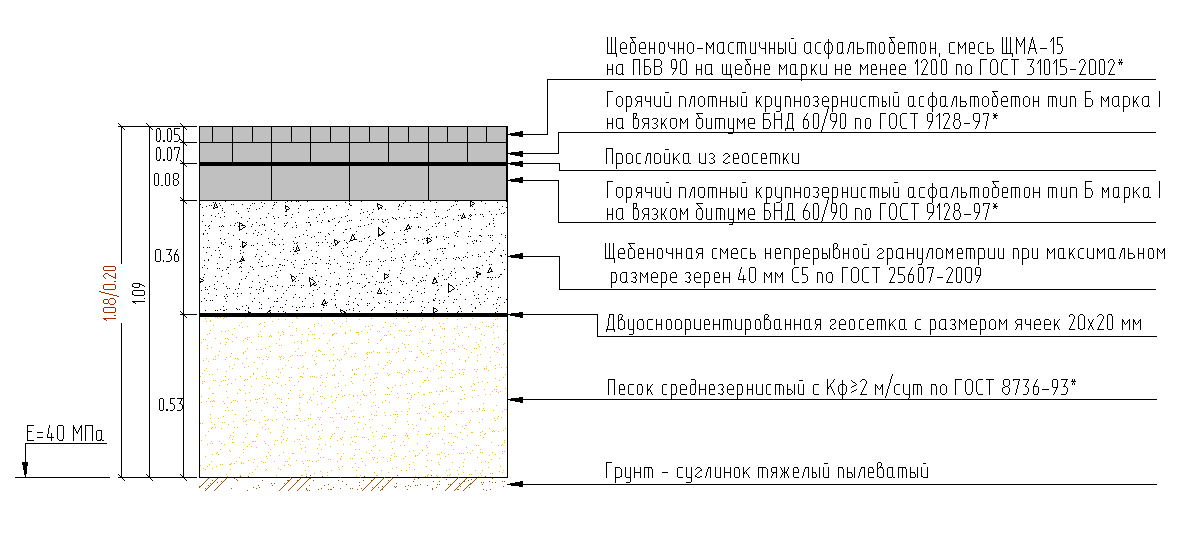 Щебеночно-мастичный асфальтобетон, смесь ЩМА-15
на ПБВ 90 на щебне марки не менее 1200 по ГОСТ 31015-2002*
Горячий плотный крупнозернистый асфальтобетон тип Б марка I
на вязком битуме БНД 60/90 по ГОСТ 9128-97*
Прослойка из геосетки
Горячий плотный крупнозернистый асфальтобетон тип Б марка I
на вязком битуме БНД 60/90 по ГОСТ 9128-97*
Щебеночная смесь непрерывной гранулометрии при максимальном
размере зерен 40 мм С5 по ГОСТ 25607-2009
Двуосноориентированная геосетка с размером ячеек 20х20 мм
Песок среднезернистый с Кф≥2 м/сут по ГОСТ 8736-93*
Грунт - суглинок тяжелый пылеватый
0.05
0.07
0.08
0.36
0.53
1.08/0.20
1.09
Е=40 МПа